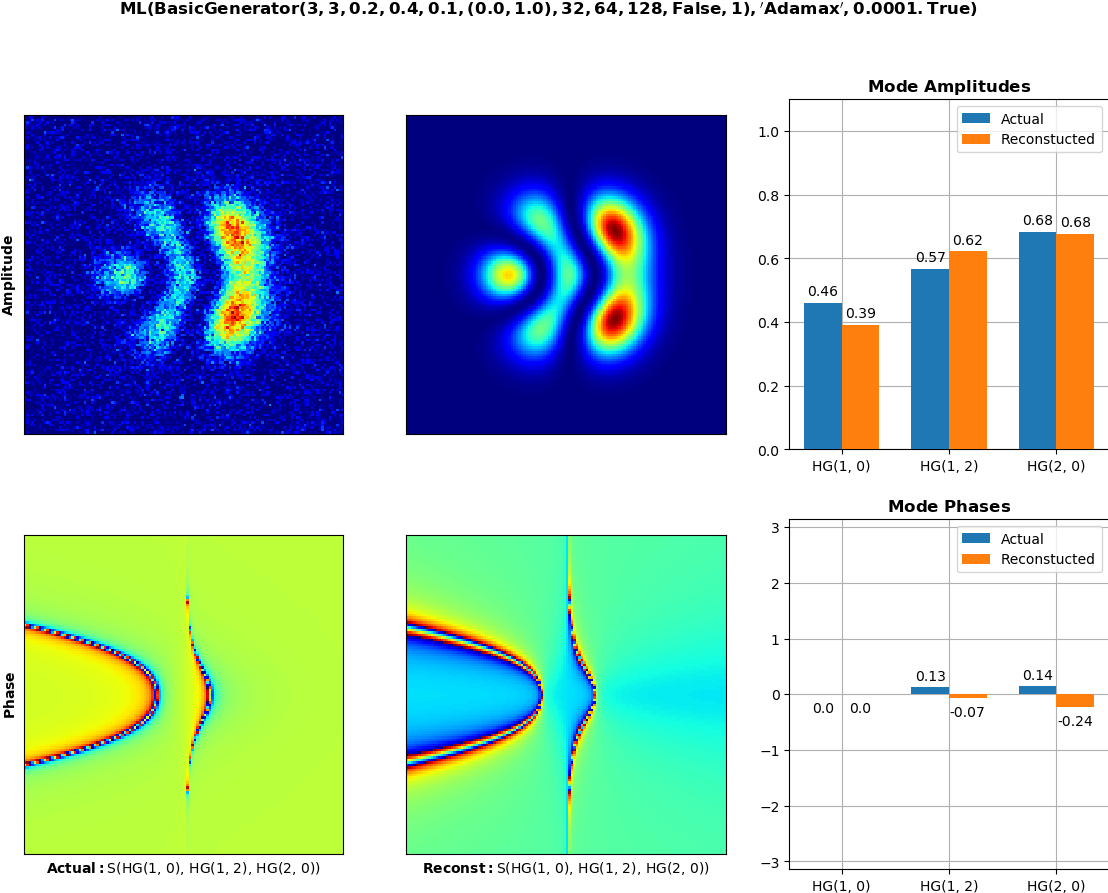 ML(BasicGenerator(3, 3, 0.2, 0.4, 0.1, (0.0, 1.0), 32, 64, 128, False, 1), ′Adamax′, 0.0001. True)
Amplitude
Mode Amplitudes
Actual
Reconstucted
1.0
0.8
0.6
0.4
0.2
0.0
0.46
0.39
0.57
0.62
0.68
0.68
HG(1, 0)
HG(1, 2)
HG(2, 0)
Phase
Actual: S(HG(1, 0), HG(1, 2), HG(2, 0))
Reconst: S(HG(1, 0), HG(1, 2), HG(2, 0))
Mode Phases
Actual
Reconstucted
3
2
1
0
−1
−2
−3
0.0
0.0
0.13
-0.07
0.14
-0.24
HG(1, 0)
HG(1, 2)
HG(2, 0)